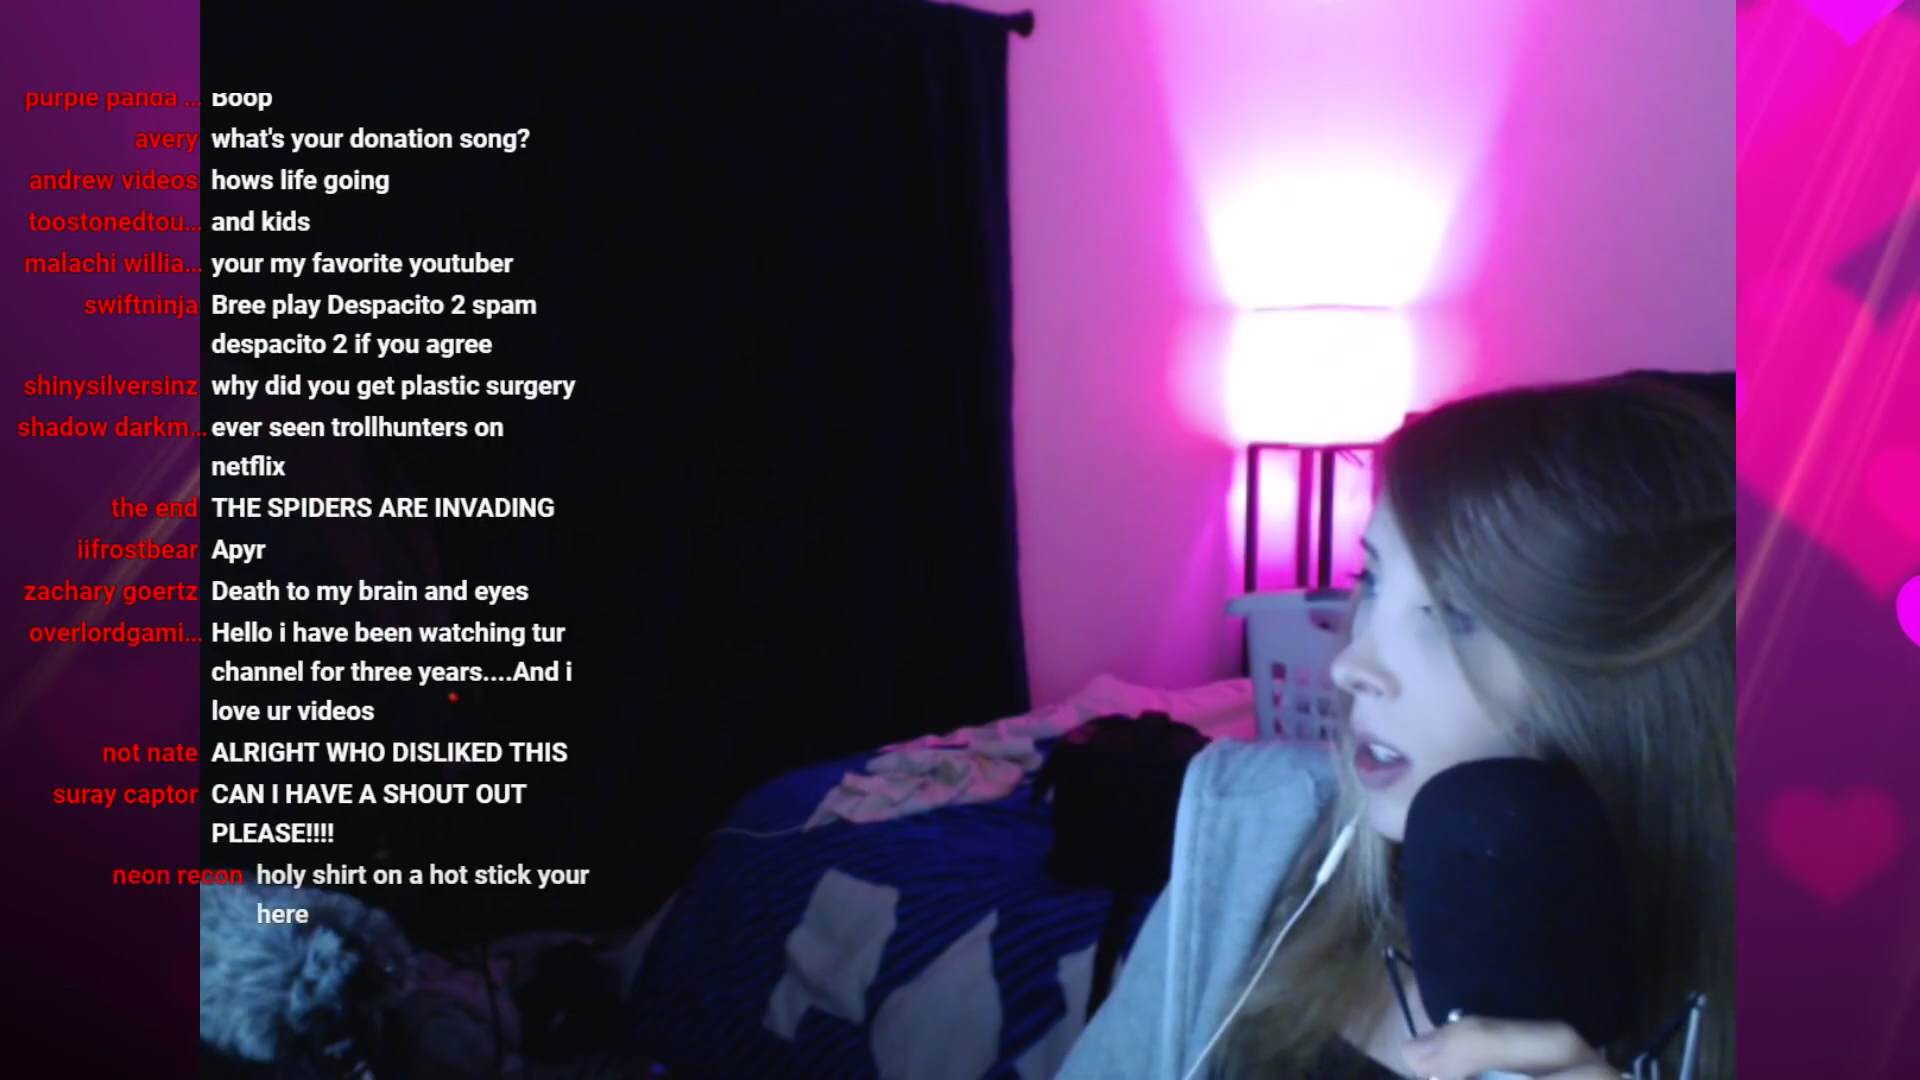 purple panda ... Boop
avery what's your donation song?
andrew videos hows life going
toostonedtou... and kids
malachi willia... your my favorite youtuber
swiftninja Bree play Despacito 2 spam
despacito 2 if you agree
shinysilversinz why did you get plastic surgery
shadow darkm... ever seen trollhunters on
netflix
the end THE SPIDERS ARE INVADING
iifrostbear Apyr
zachary goertz Death to my brain and eyes
overlordgami... Hello i have been watching tur
channel for three years....And i
love ur videos
not nate ALRIGHT WHO DISLIKED THIS
suray captor CAN I HAVE A SHOUT OUT
PLEASE!!!!
neon recon holy shirt on a hot stick your
here